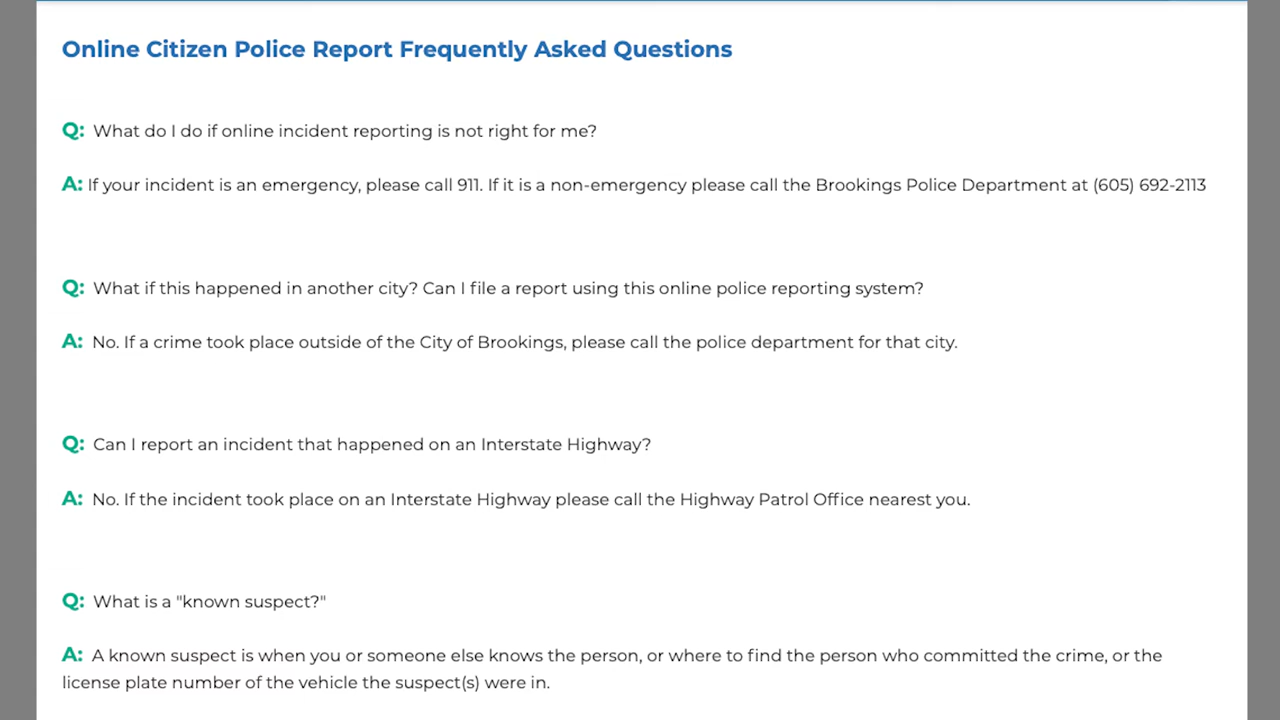 Online Citizen Police Report Frequently Asked Questions
Q: What do I do if online incident reporting is not right for me?
A: If your incident is an emergency, please call 911. If it is a non-emergency please call the Brookings Police Department at (605) 692-2113
Q: What if this happened in another city? Can I file a report using this online police reporting system?
A: No. If a crime took place outside of the City of Brookings, please call the police department for that city.
Q: Can I report an incident that happened on an Interstate Highway?
A: No. If the incident took place on an Interstate Highway please call the Highway Patrol Office nearest you.
Q: What is a "known suspect?"
A: A known suspect is when you or someone else knows the person, or where to find the person who committed the crime, or the
license plate number of the vehicle the suspect(s) were in.